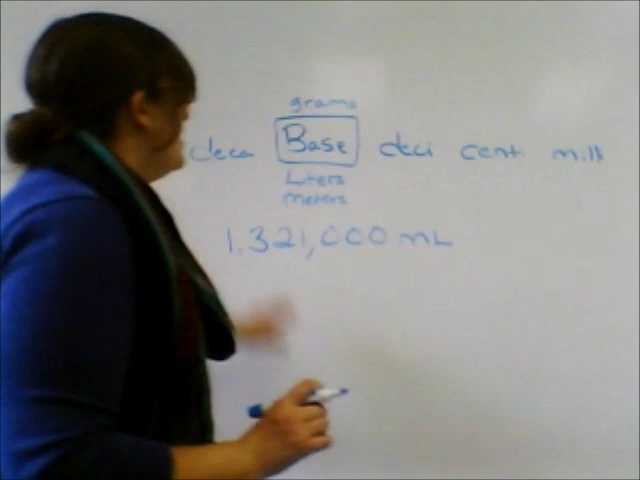 grams
deca Base deci centi milli
Liters
meters
1,321,000 mL